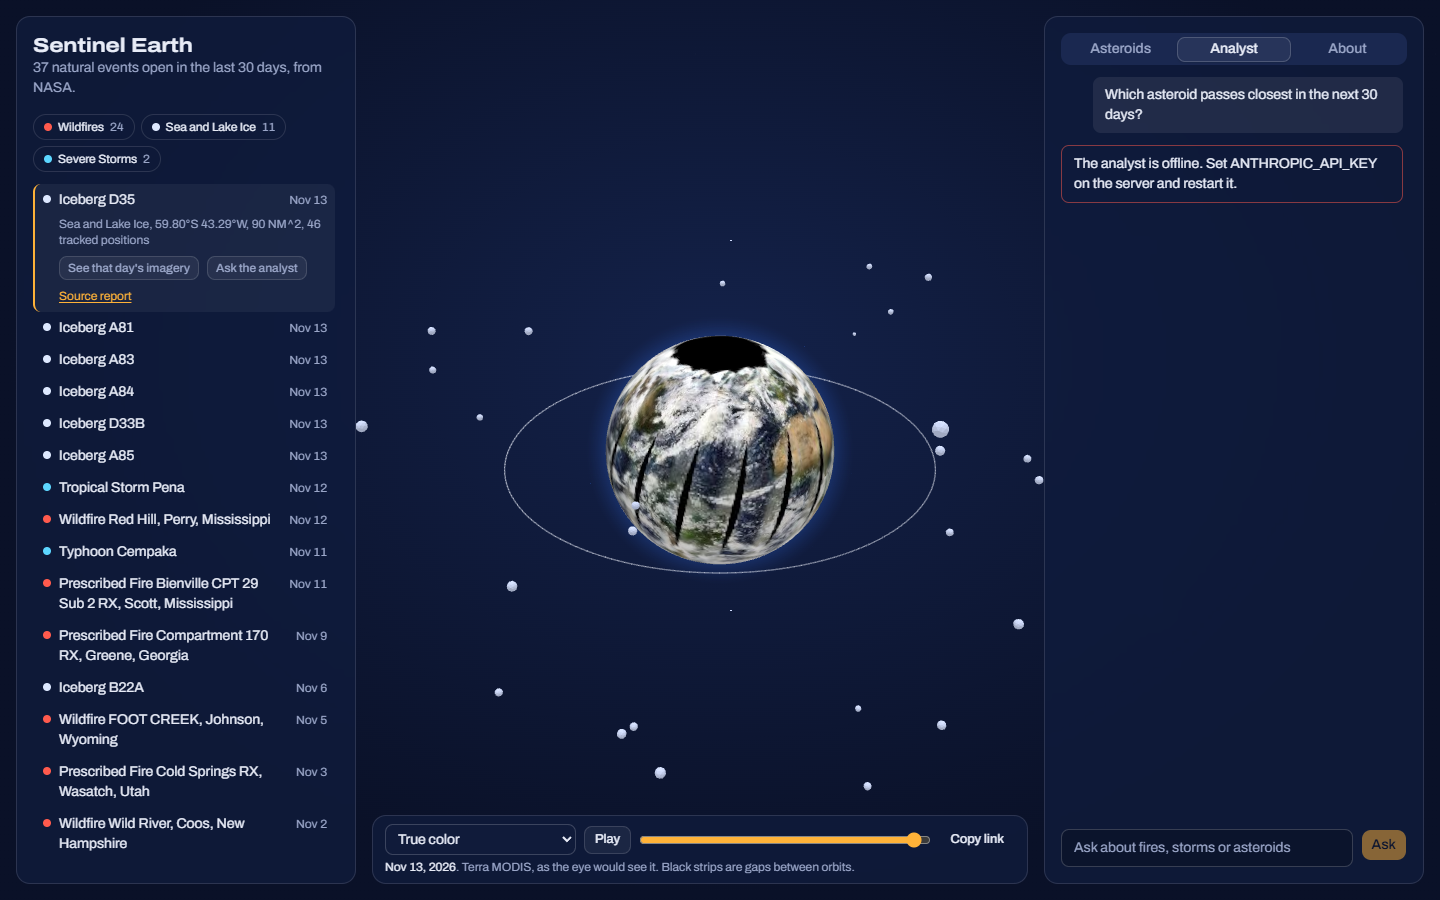 Sentinel Earth
37 natural events open in the last 30 days, from
NASA.
Wildfires 24
Sea and Lake Ice 11
Severe Storms 2
Iceberg D35 Nov 13
Sea and Lake Ice, 59.80°S 43.29°W, 90 NM^2, 46
tracked positions
See that day's imagery
Ask the analyst
Source report
Iceberg A81 Nov 13
Iceberg A83 Nov 13
Iceberg A84 Nov 13
Iceberg D33B Nov 13
Iceberg A85 Nov 13
Tropical Storm Pena Nov 12
Wildfire Red Hill, Perry, Mississippi Nov 12
Typhoon Cempaka Nov 11
Prescribed Fire Bienville CPT 29 Nov 11
Sub 2 RX, Scott, Mississippi
Prescribed Fire Compartment 170 Nov 9
RX, Greene, Georgia
Iceberg B22A Nov 6
Wildfire FOOT CREEK, Johnson, Nov 5
Wyoming
Prescribed Fire Cold Springs RX, Nov 3
Wasatch, Utah
Wildfire Wild River, Coos, New Nov 2
Hampshire
True color
Play
Copy link
Nov 13, 2026. Terra MODIS, as the eye would see it. Black strips are gaps between orbits.
Asteroids
Analyst
About
Which asteroid passes closest in the next 30
days?
The analyst is offline. Set ANTHROPIC_API_KEY
on the server and restart it.
Ask about fires, storms or asteroids
Ask